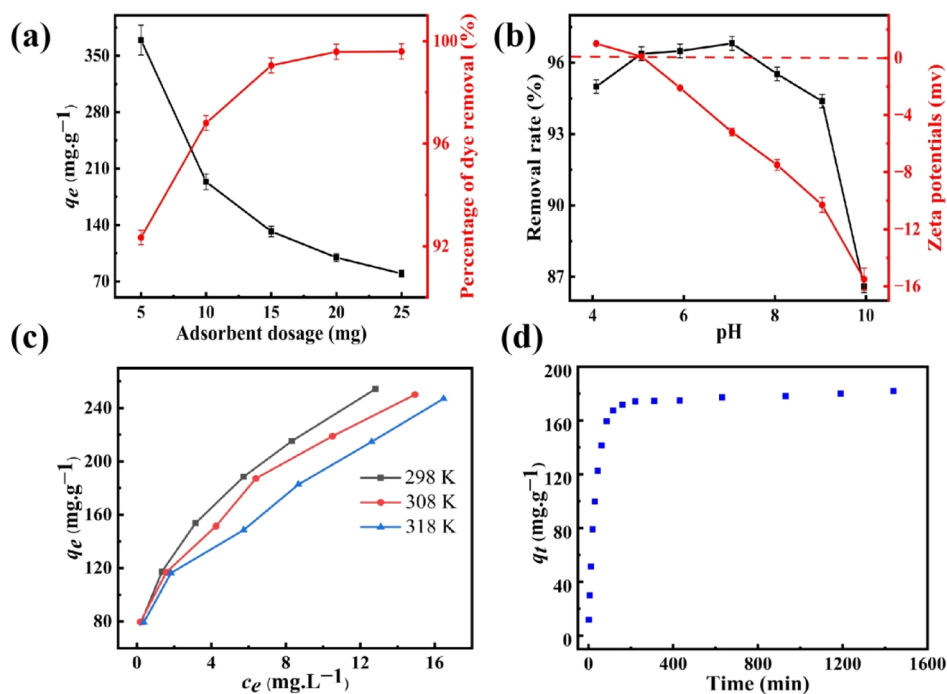 (a)
350
280
210
140
70
qe (mg.g−1)
5 10 15 20 25
Adsorbent dosage (mg)
100
96
92
Percentage of dye removal (%)
(b)
96
93
90
87
Removal rate (%)
4 6 8 10
pH
0
−4
−8
−12
−16
Zeta potentials (mv)
(c)
240
200
160
120
80
qe (mg.g−1)
298 K
308 K
318 K
0 4 8 12 16
ce (mg.L−1)
(d)
180
160
120
80
40
0
qt (mg.g−1)
0 400 800 1200 1600
Time (min)